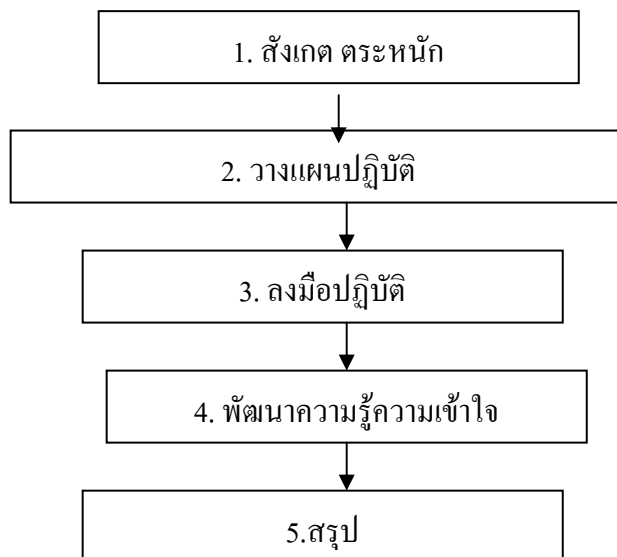 1. สังเกต ตระหนัก
2. วางแผนปฏิบัติ
3. ลงมือปฏิบัติ
4. พัฒนาความรู้ความเข้าใจ
5.สรุป